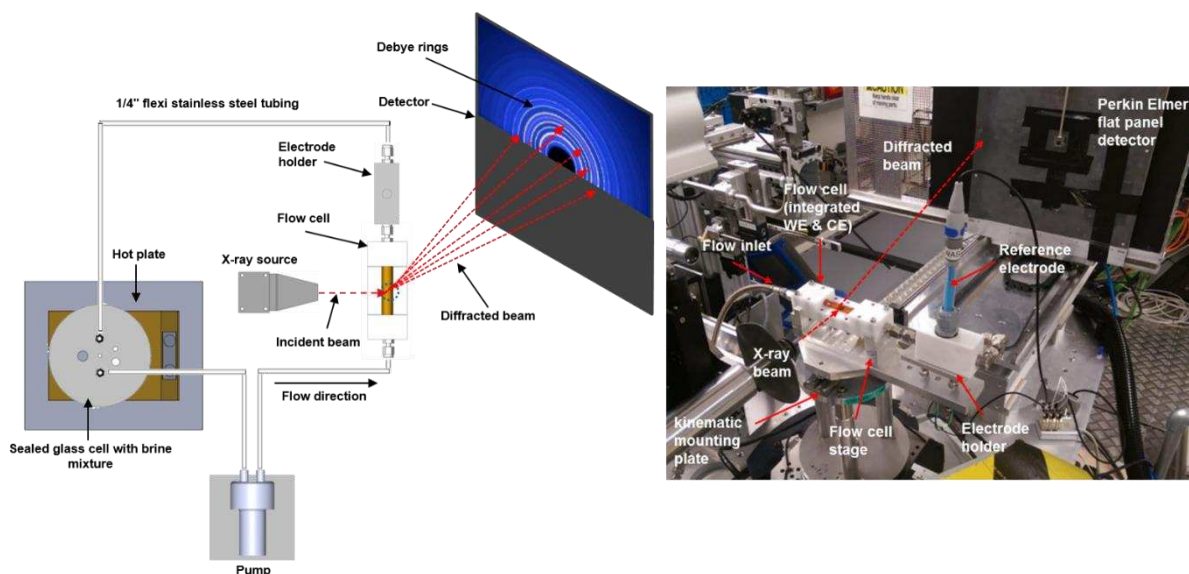 Debye rings
Detector
1/4" flexi stainless steel tubing
Electrode
holder
Flow cell
X-ray source
Hot plate
Incident beam
Diffracted beam
Flow direction
Sealed glass cell with brine
mixture
Pump
CAUTION
Perkin Elmer
flat panel
detector
Diffracted
beam
Flow cell
(integrated
WE & CE)
Flow inlet
Reference
electrode
X-ray
beam
kinematic
mounting
plate
Flow cell
stage
Electrode
holder